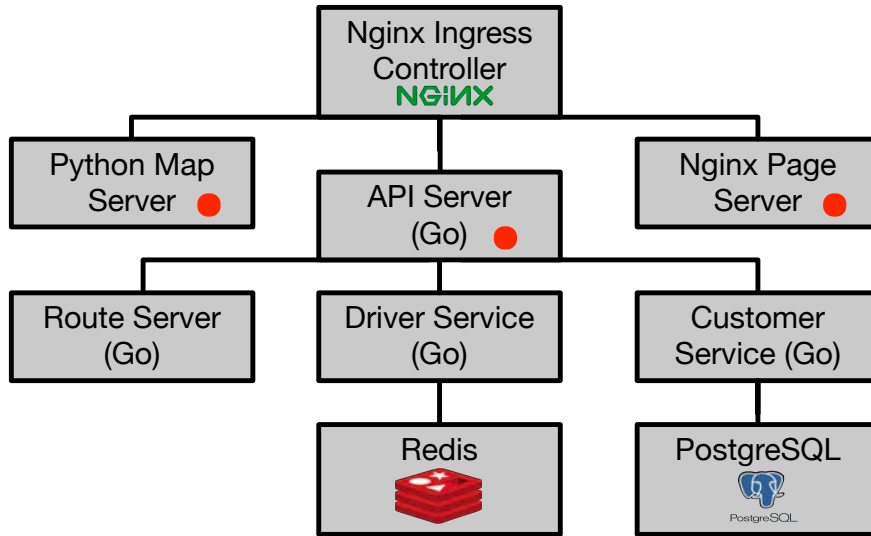 Nginx Ingress
Controller
NGINX
Python Map
Server
API Server
(Go)
Nginx Page
Server
Route Server
(Go)
Driver Service
(Go)
Customer
Service (Go)
Redis
PostgreSQL
PostgreSQL